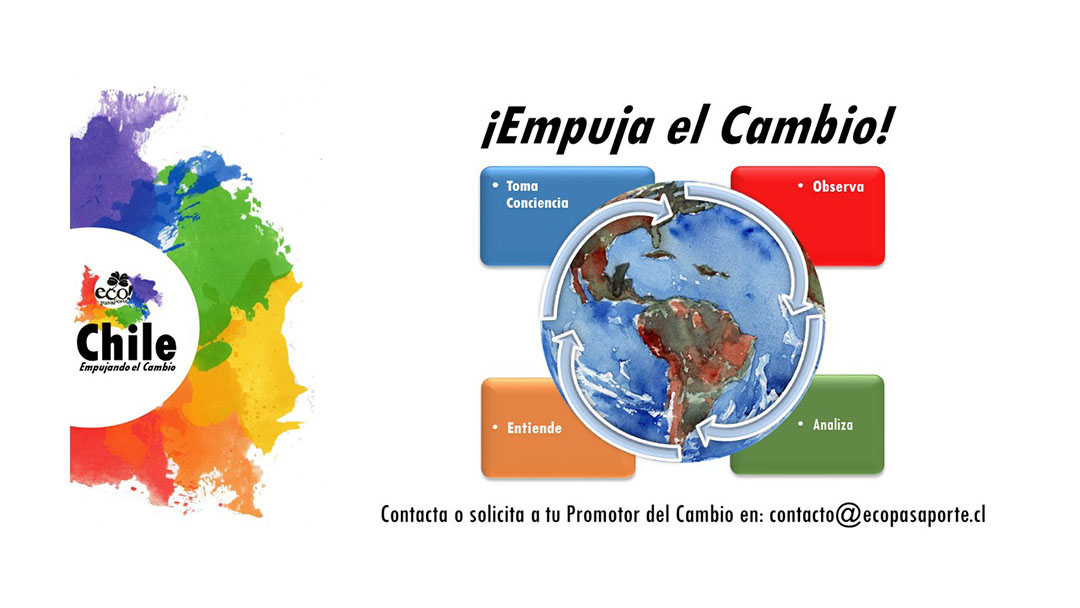 ¡Empuja el Cambio!
• Toma
Conciencia
• Observa
eco!
pasaporte
Chile
Empujando el Cambio
• Entiende
• Analiza
Contacta o solicita a tu Promotor del Cambio en: contacto@ecopasaporte.cl